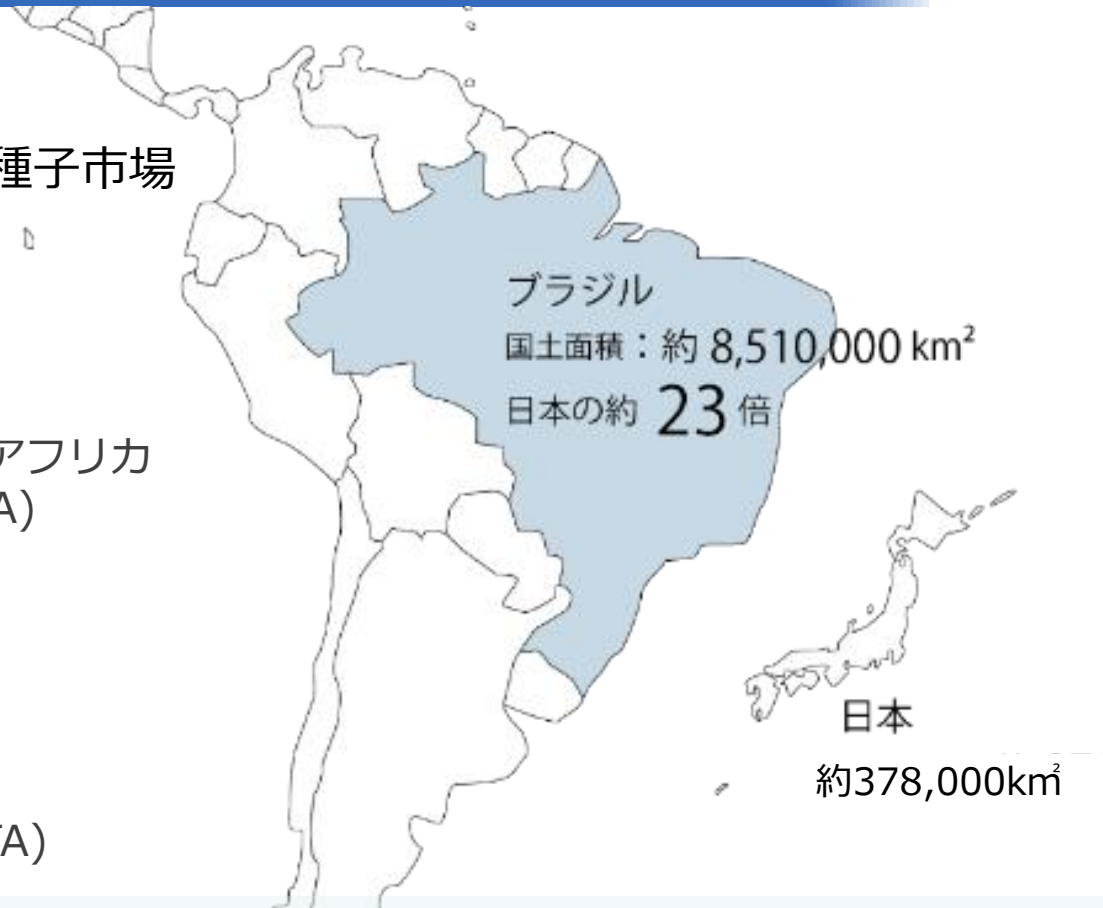 種子市場
ブラジル
国土面積：約 8,510,000 km²
日本の約 23 倍
アフリカ
A)
日本
約378,000k㎡
A)